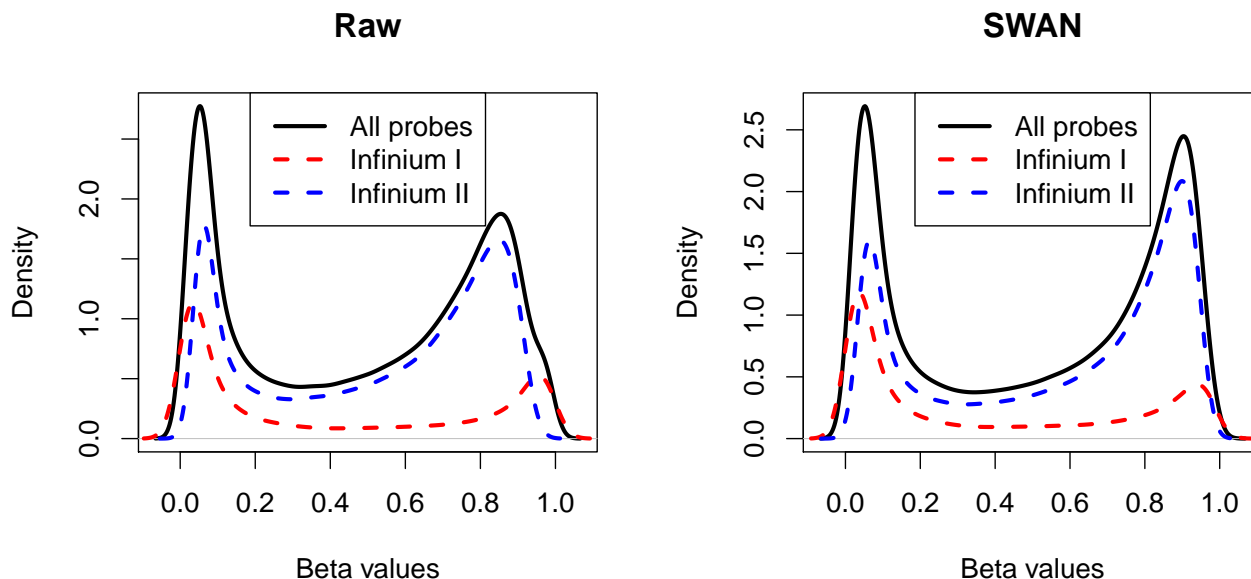 Raw
All probes
Infinium I
Infinium II
Density
0.0
1.0
2.0
0.0 0.2 0.4 0.6 0.8 1.0
Beta values
SWAN
All probes
Infinium I
Infinium II
Density
0.0
0.5
1.0
1.5
2.0
2.5
0.0 0.2 0.4 0.6 0.8 1.0
Beta values